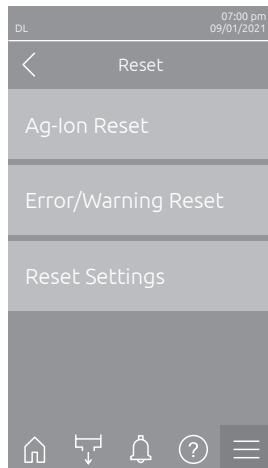 07:00 pm
DL 09/01/2021
Reset
Ag-Ion Reset
Error/Warning Reset
Reset Settings
?